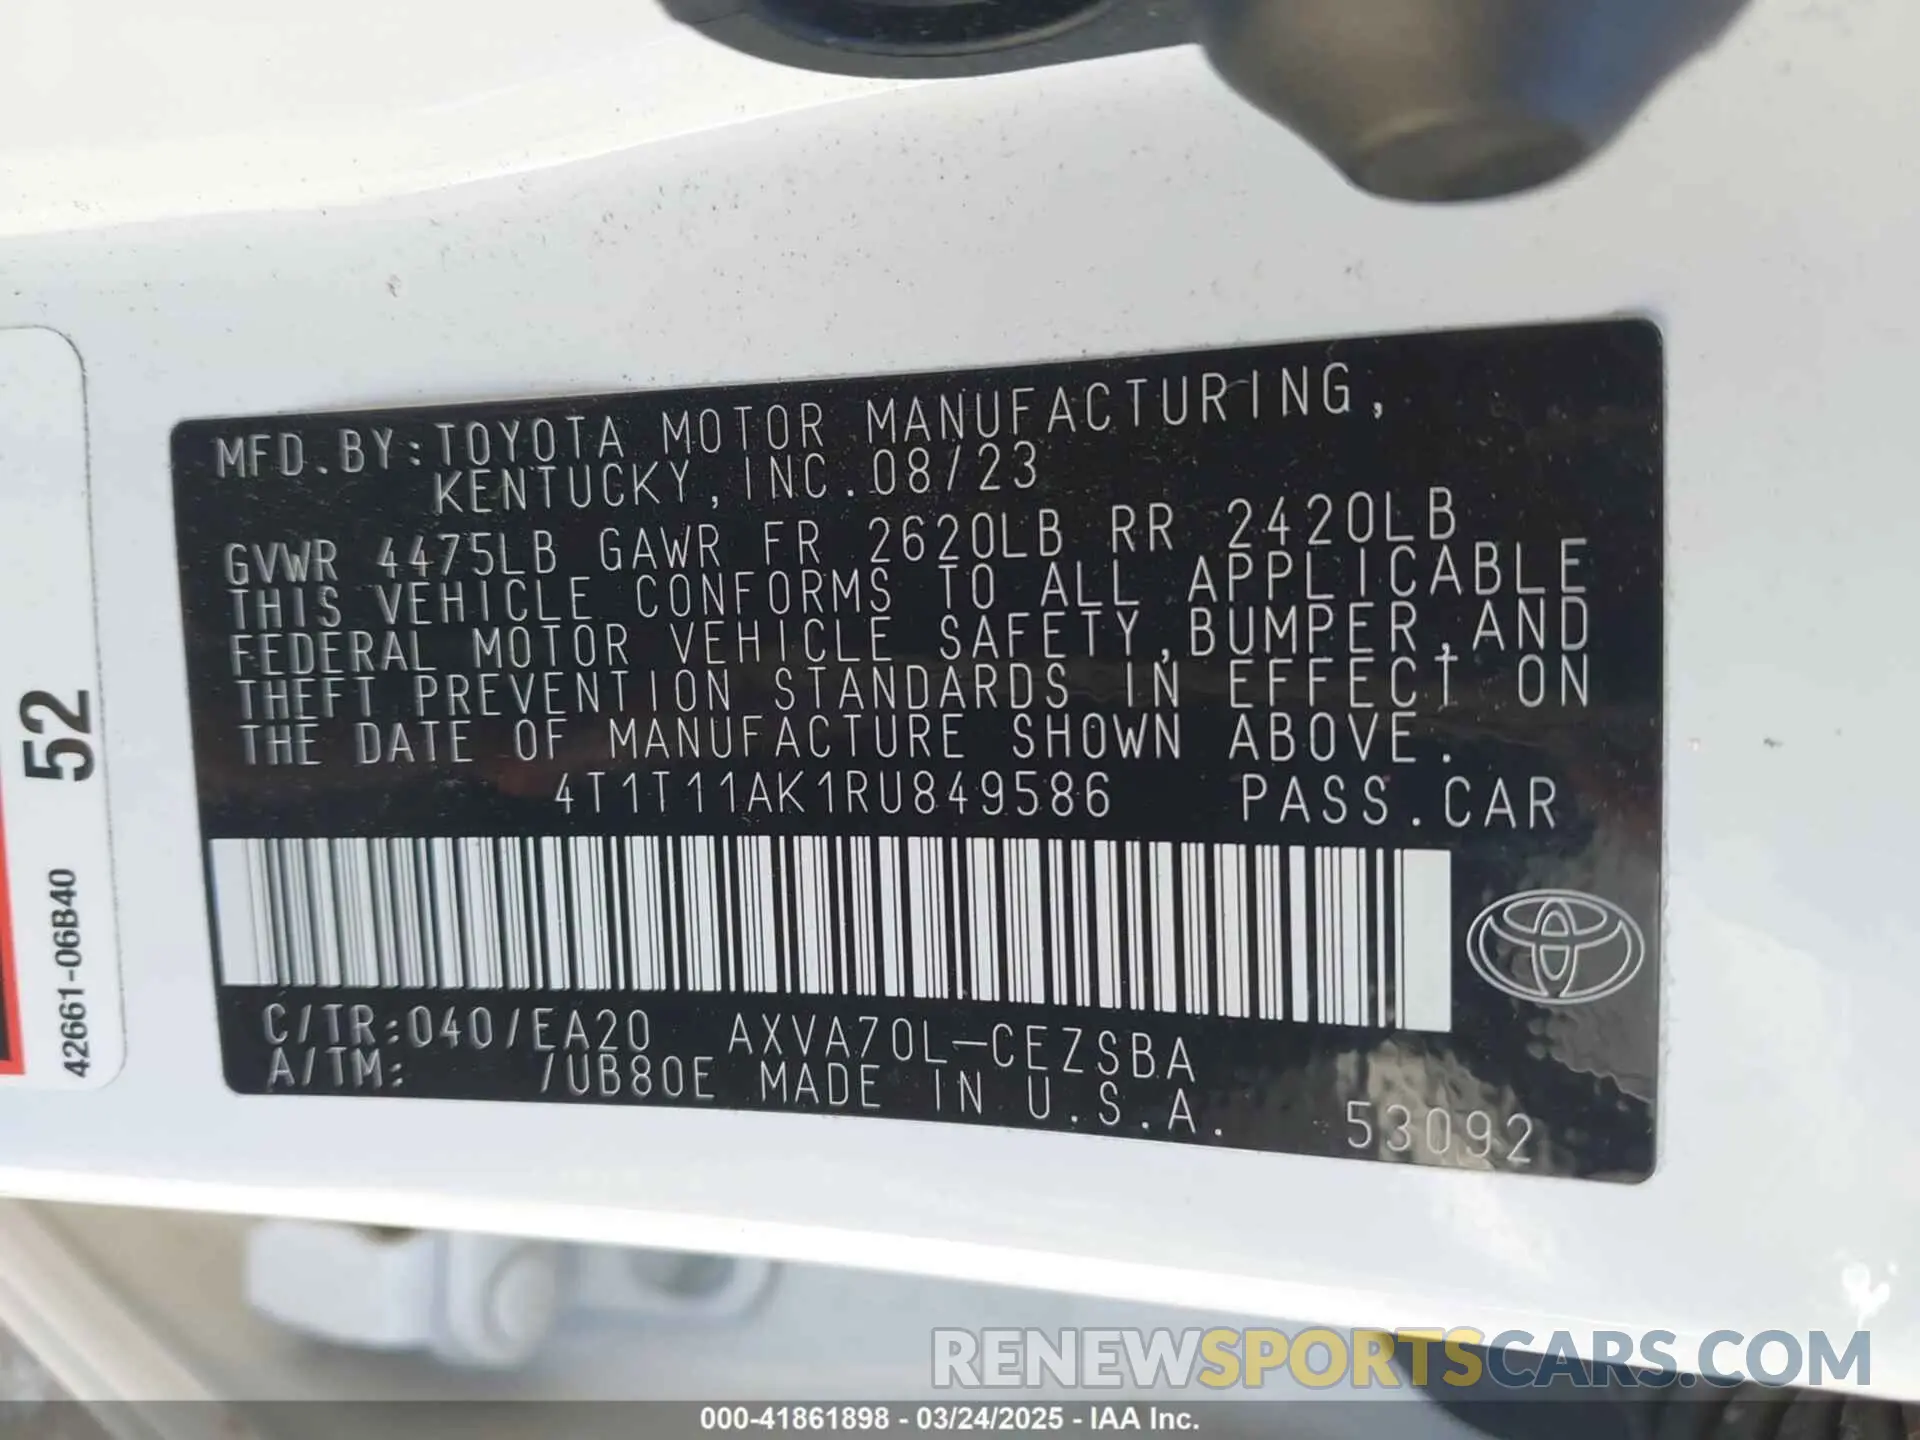 MFD.BY:TOYOTA MOTOR MANUFACTURING,
KENTUCKY, INC. 08/23
GVWR 4475LB GAWR FR 2620LB RR 2420LB
THIS VEHICLE CONFORMS TO ALL APPLICABLE
FEDERAL MOTOR VEHICLE SAFETY,BUMPER,AND
THEFT PREVENTION STANDARDS IN EFFECT ON
THE DATE OF MANUFACTURE SHOWN ABOVE.
4T1T11AK1RU849586 PASS.CAR
C/TR:040/EA20 AXVA70L-CEZSBA
A/TM: /UB80E MADE IN U.S.A.
53092
52
42661-06B40
RENEWSPORTSCARS.COM
000-41861898 - 03/24/2025 - IAA Inc.